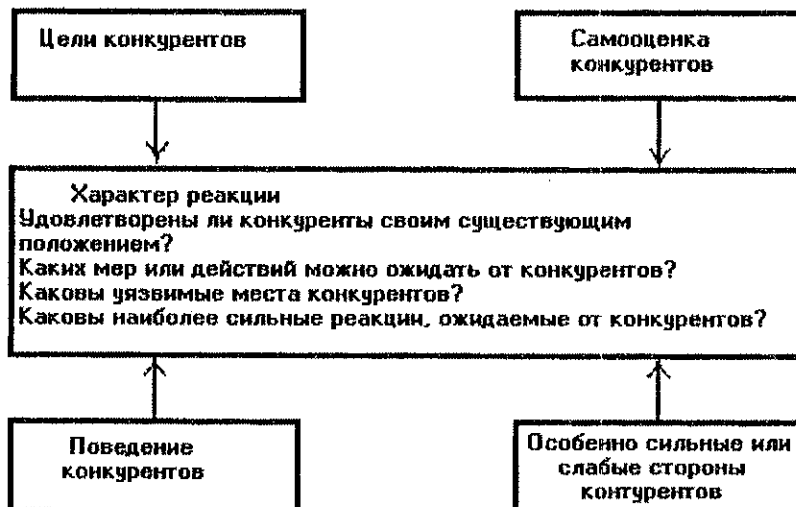 Цели конкурентов
Самооценка
конкурентов
Характер реакции
Удовлетворены ли конкуренты своим существующим
положением?
Каких мер или действий можно ожидать от конкурентов?
Каковы уязвимые места конкурентов?
Каковы наиболее сильные реакции, ожидаемые от конкурентов?
Поведение
конкурентов
Особенно сильные или
слабые стороны
контурентов